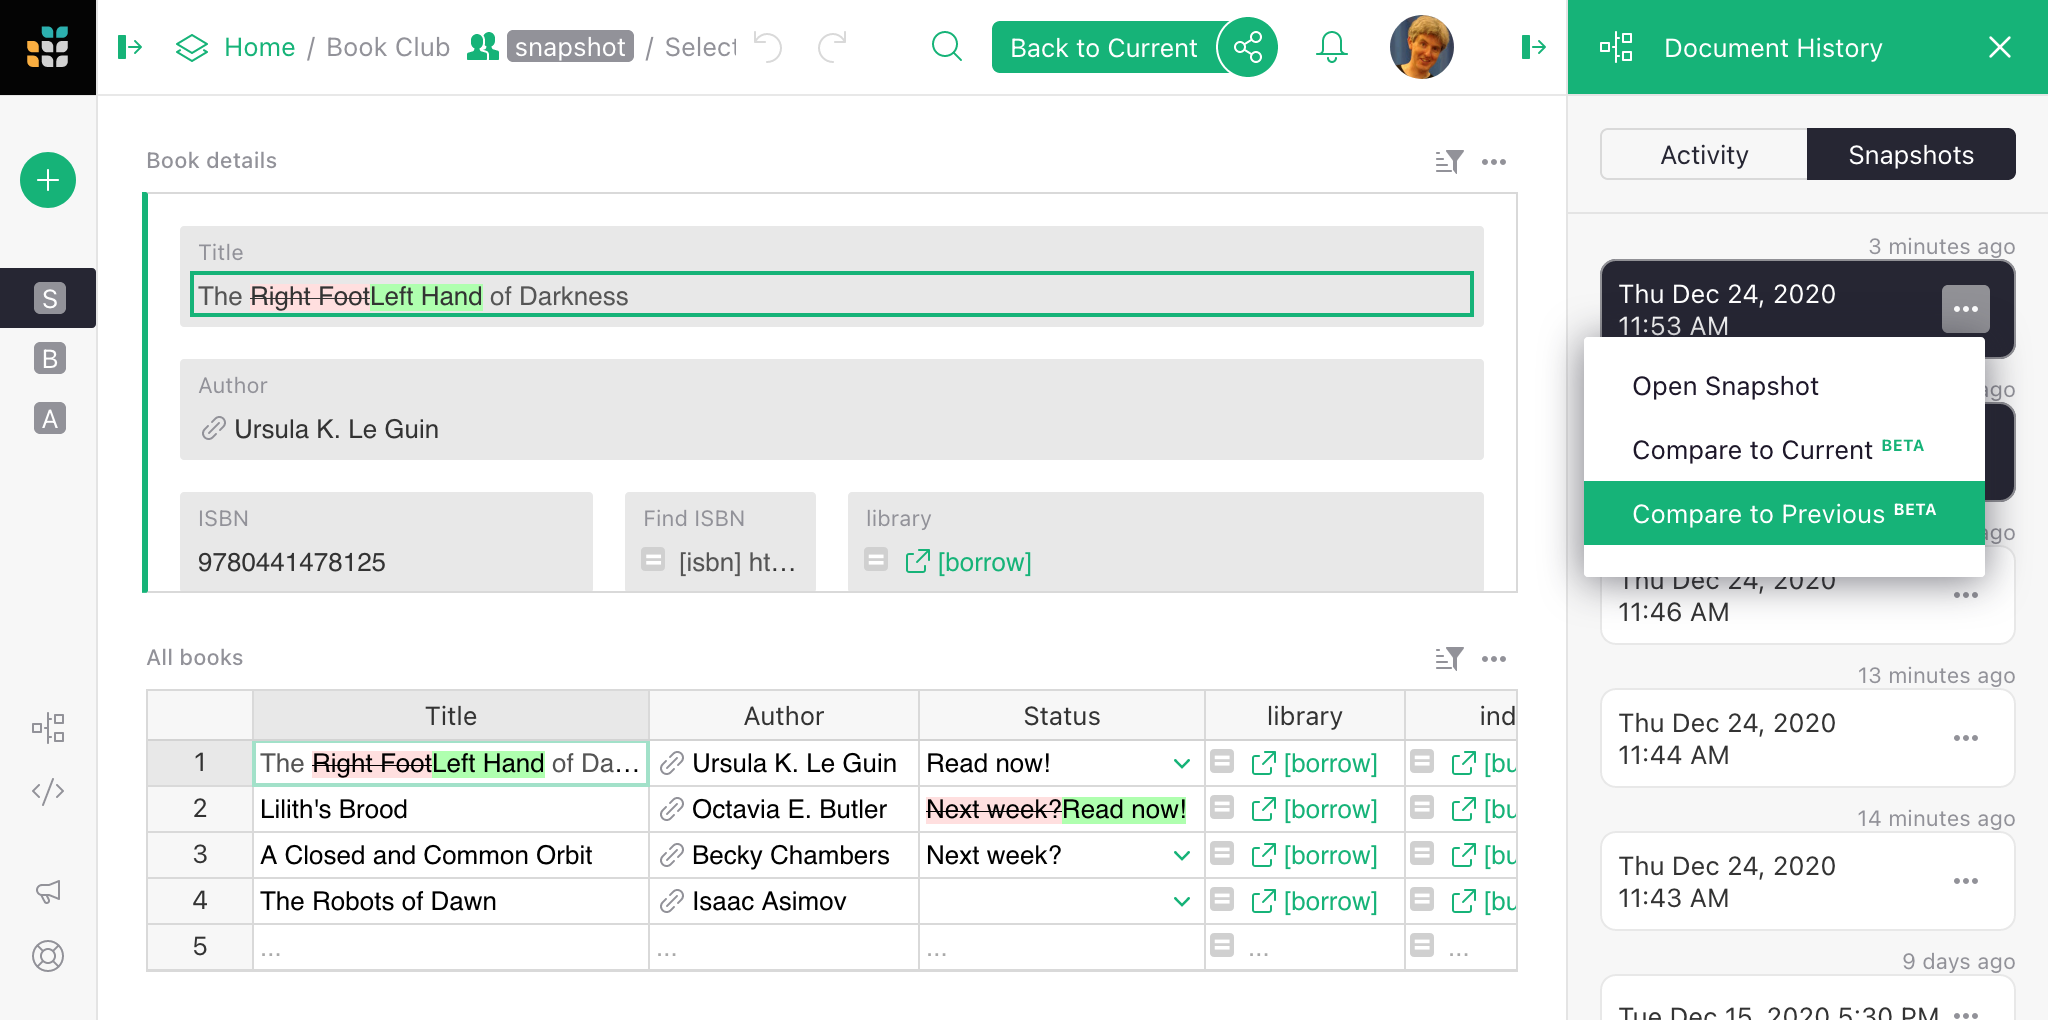 Home / Book Club snapshot / Select
Back to Current
Document History
Activity
Snapshots
S
B
A
Book details
Title
The Right FootLeft Hand of Darkness
Author
Ursula K. Le Guin
ISBN
9780441478125
Find ISBN
[isbn] ht...
library
[borrow]
All books
Title Author Status library ind
1 The Right FootLeft Hand of Da... Ursula K. Le Guin Read now! [borrow] [bu
2 Lilith's Brood Octavia E. Butler Next week?Read now! [borrow] [bu
3 A Closed and Common Orbit Becky Chambers Next week? [borrow] [bu
4 The Robots of Dawn Isaac Asimov [borrow] [bu
5 ... ... ... ... ...
3 minutes ago
Thu Dec 24, 2020
11:53 AM
Open Snapshot
Compare to Current BETA
Compare to Previous BETA
ago
ago
Thu Dec 24, 2020
11:46 AM
13 minutes ago
Thu Dec 24, 2020
11:44 AM
14 minutes ago
Thu Dec 24, 2020
11:43 AM
9 days ago
Tue Dec 15, 2020 5:30 PM